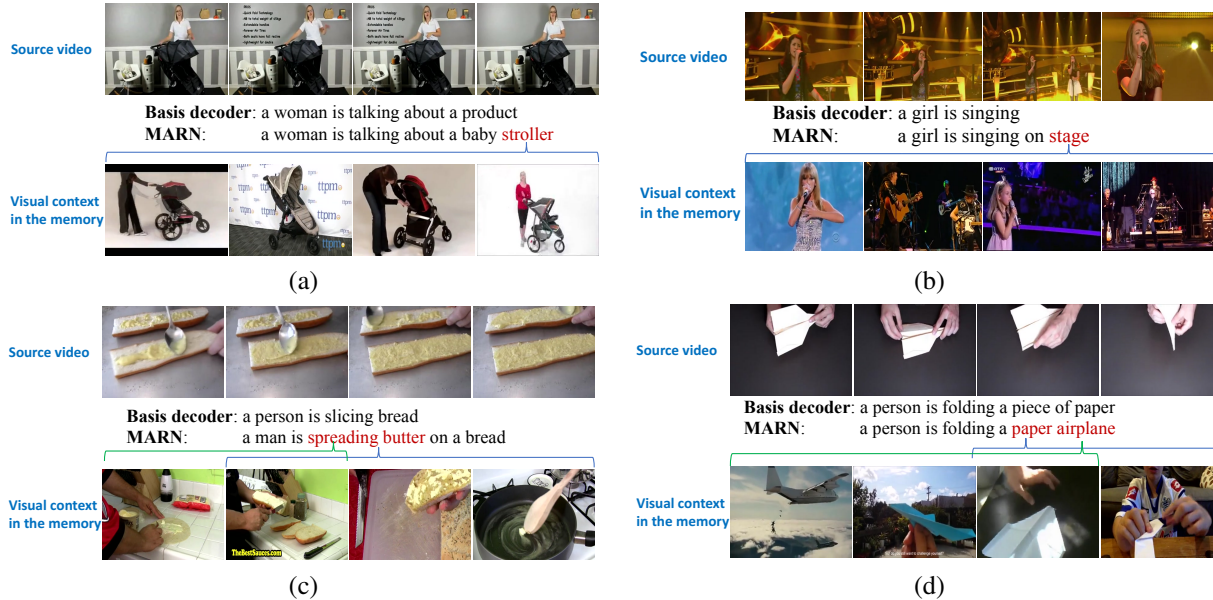 Source video
Basis decoder: a woman is talking about a product
MARN: a woman is talking about a baby stroller
Visual context
in the memory
ttpm
ttpm
(a)
Source video
Basis decoder: a girl is singing
MARN: a girl is singing on stage
Visual context
in the memory
(b)
Source video
Basis decoder: a person is slicing bread
MARN: a man is spreading butter on a bread
Visual context
in the memory
TheBestSauces.com
(c)
Source video
Basis decoder: a person is folding a piece of paper
MARN: a person is folding a paper airplane
Visual context
in the memory
(d)